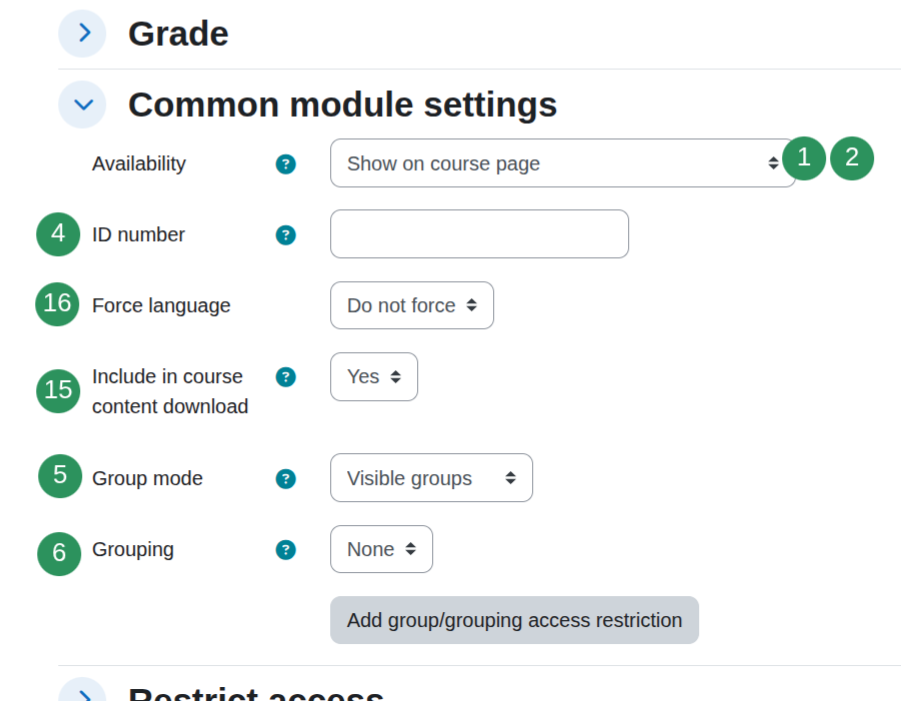 Grade
Common module settings
Availability ? Show on course page 1 2
4 ID number ?
16 Force language Do not force
15 Include in course content download ? Yes
5 Group mode ? Visible groups
6 Grouping ? None
Add group/grouping access restriction
Restrict access